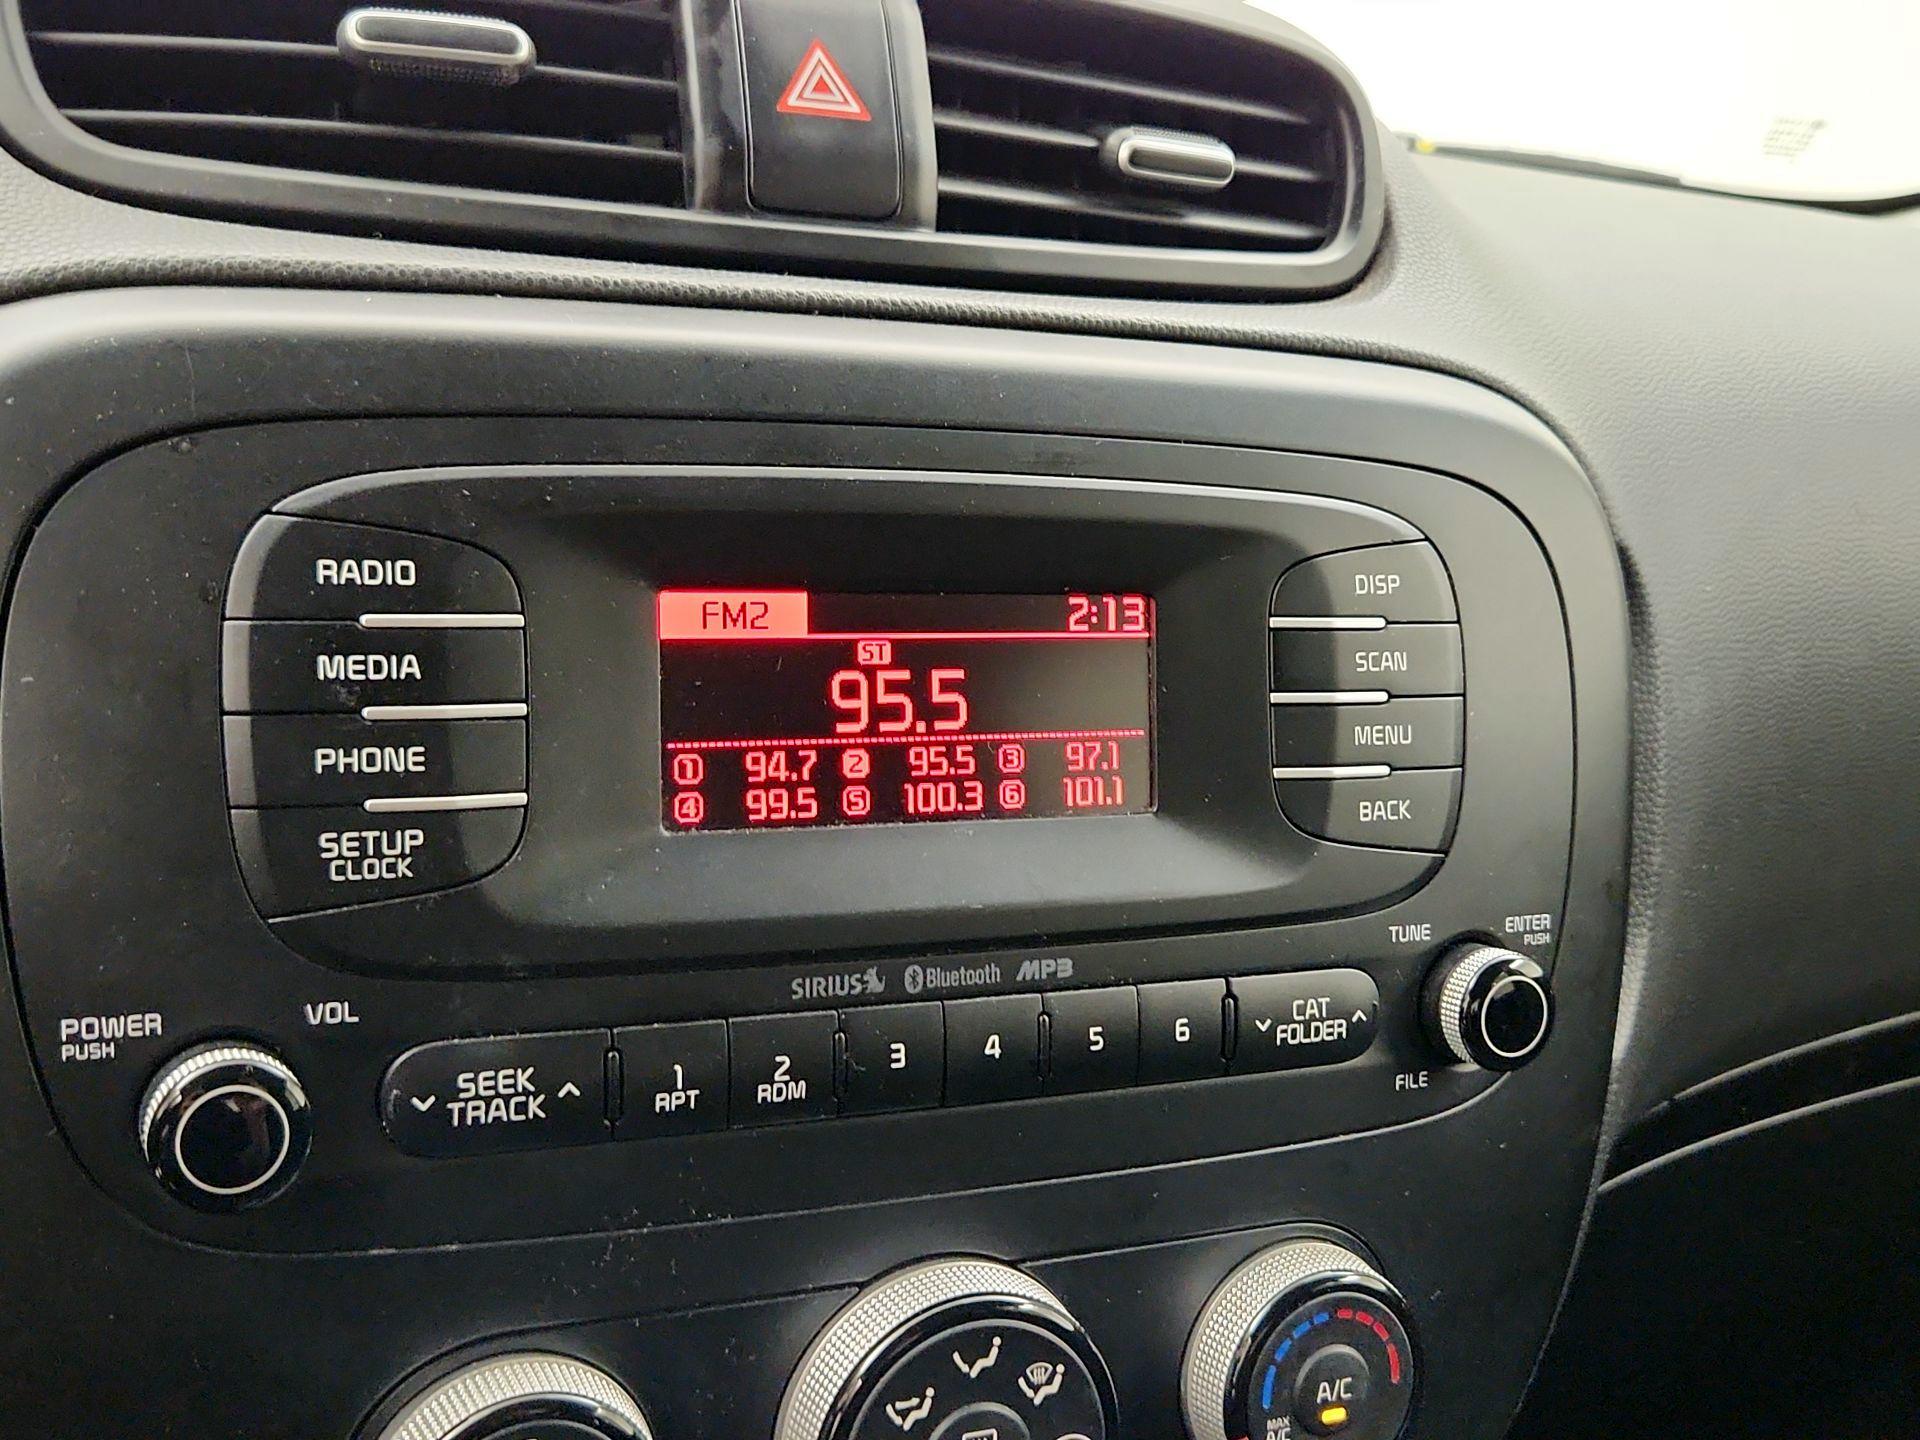 FM2 2:13
ST
95.5
1 94.7 2 95.5 3 97.1
4 99.5 5 100.3 6 101.1
RADIO
MEDIA
PHONE
SETUP
CLOCK
DISP
SCAN
MENU
BACK
SIRIUS Bluetooth MP3
POWER
PUSH
VOL
SEEK
TRACK
1
RPT
2
RDM
3
4
5
6
CAT
FOLDER
TUNE
ENTER
PUSH
FILE
A/C
MAX
A/C